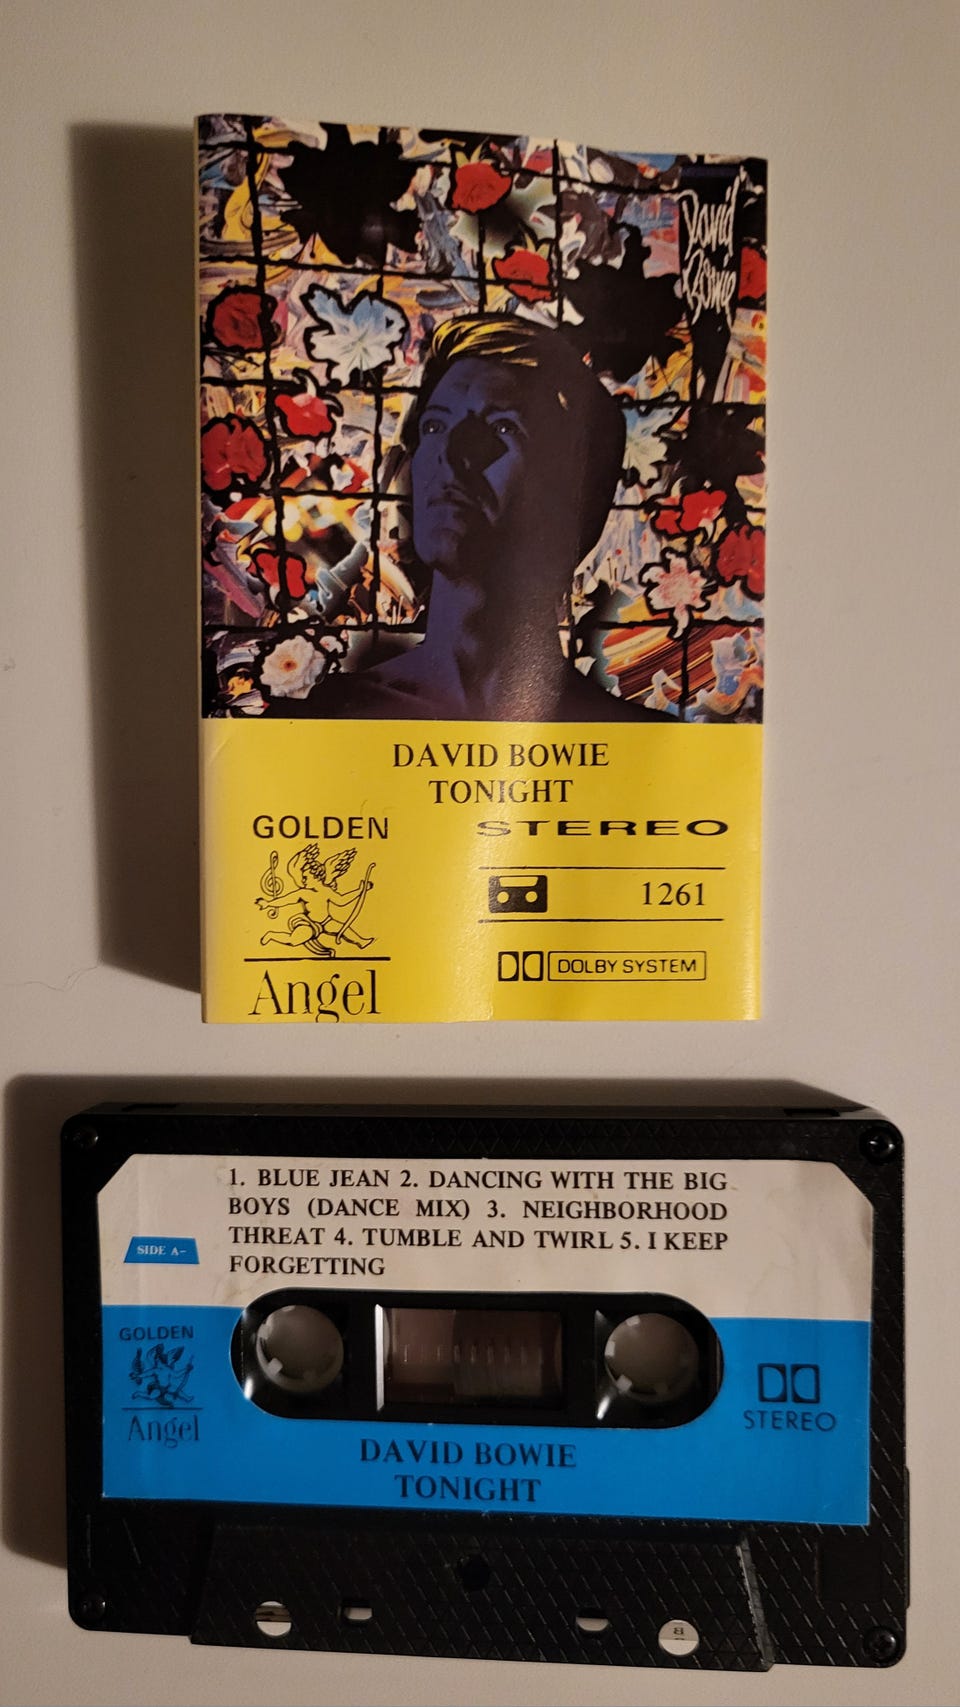 David
Bowie
DAVID BOWIE
TONIGHT
GOLDEN
Angel
STEREO
1261
DOLBY SYSTEM
1. BLUE JEAN 2. DANCING WITH THE BIG
BOYS (DANCE MIX) 3. NEIGHBORHOOD
THREAT 4. TUMBLE AND TWIRL 5. I KEEP
FORGETTING
SIDE A-
GOLDEN
Angel
STEREO
DAVID BOWIE
TONIGHT